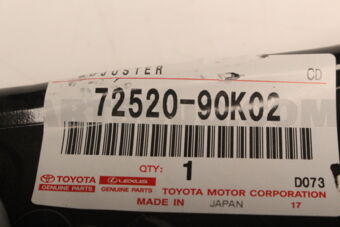 ADJUSTER CD
72520-90K02
QTY: 1
TOYOTA LEXUS D073
GENUINE PARTS GENUINE PARTS TOYOTA MOTOR CORPORATION
MADE IN JAPAN 17